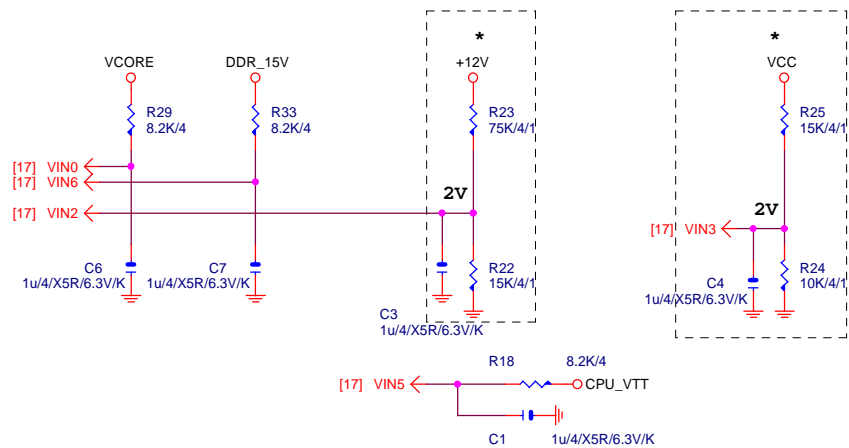 * *
VCORE DDR_15V +12V VCC
R29 R33 R23 R25
8.2K/4 8.2K/4 75K/4/1 15K/4/1
[17] VIN0
[17] VIN6
2V
[17] VIN2
2V
[17] VIN3
C6 C7 R22 R24
1u/4/X5R/6.3V/K 1u/4/X5R/6.3V/K 15K/4/1 10K/4/1
C4
1u/4/X5R/6.3V/K
C3
1u/4/X5R/6.3V/K
R18 8.2K/4
[17] VIN5 CPU_VTT
C1 1u/4/X5R/6.3V/K